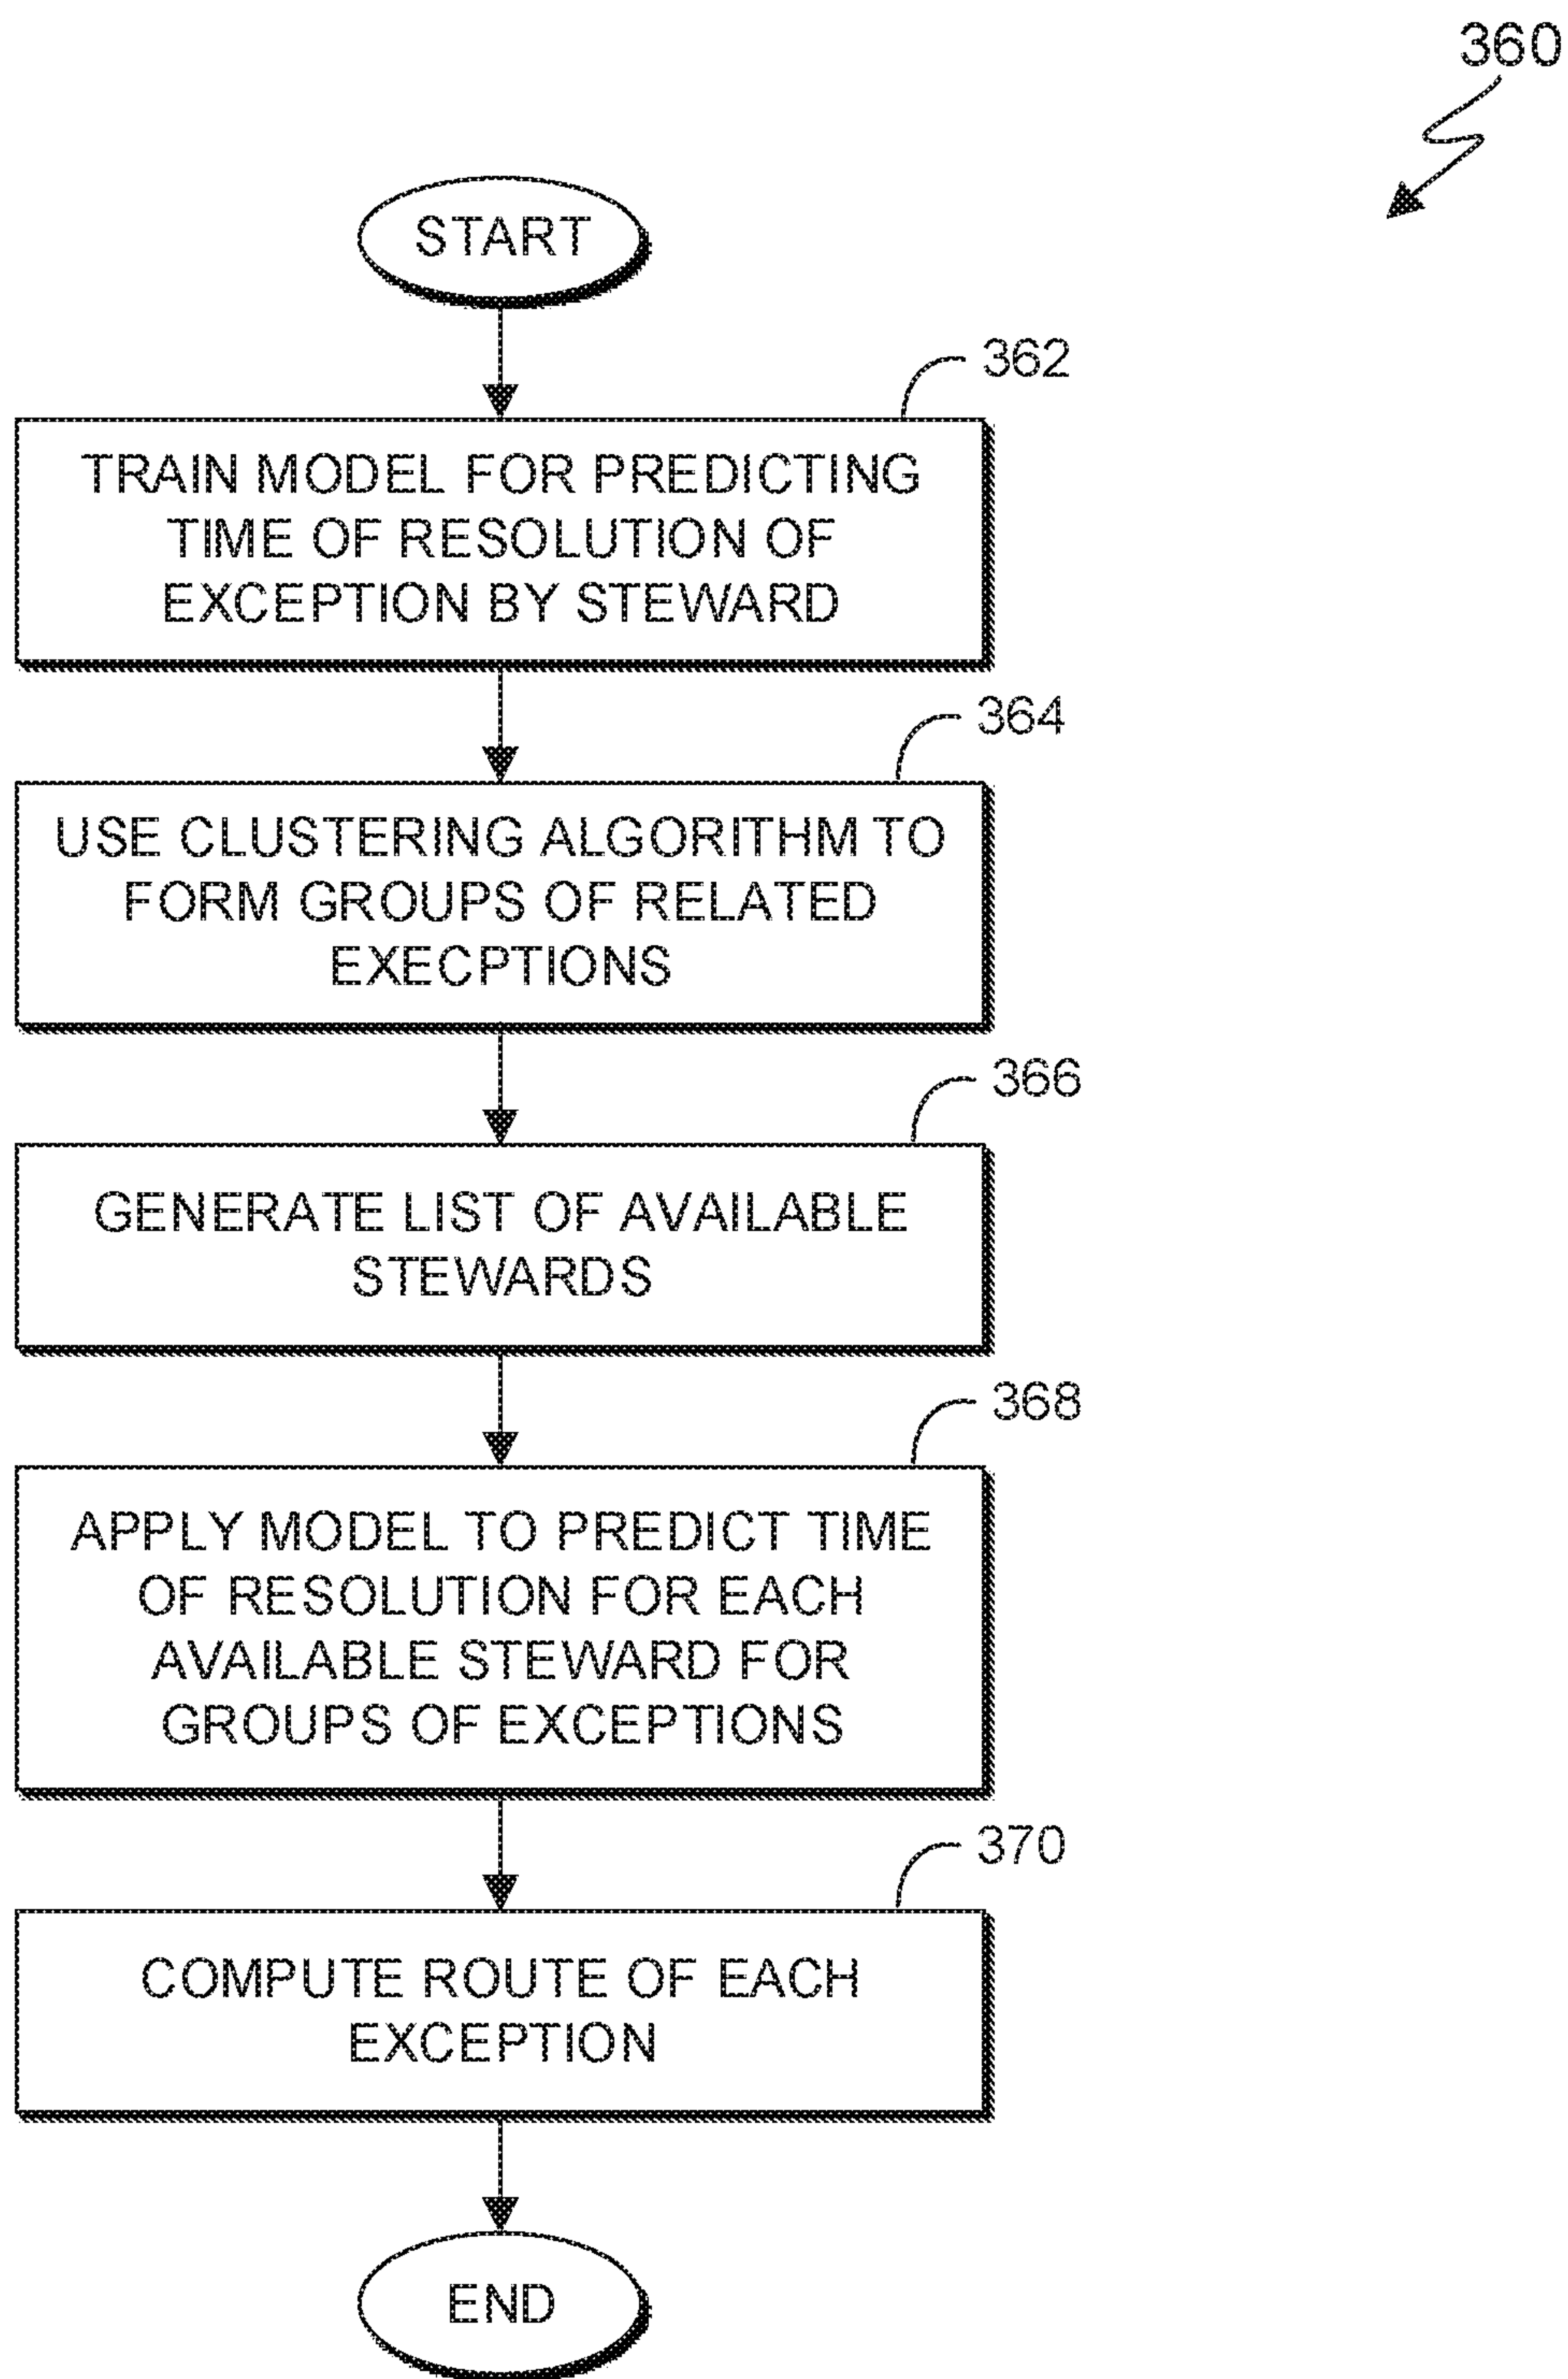 360
START
362
TRAIN MODEL FOR PREDICTING
TIME OF RESOLUTION OF
EXCEPTION BY STEWARD
364
USE CLUSTERING ALGORITHM TO
FORM GROUPS OF RELATED
EXECPTIONS
366
GENERATE LIST OF AVAILABLE
STEWARDS
368
APPLY MODEL TO PREDICT TIME
OF RESOLUTION FOR EACH
AVAILABLE STEWARD FOR
GROUPS OF EXCEPTIONS
370
COMPUTE ROUTE OF EACH
EXCEPTION
END